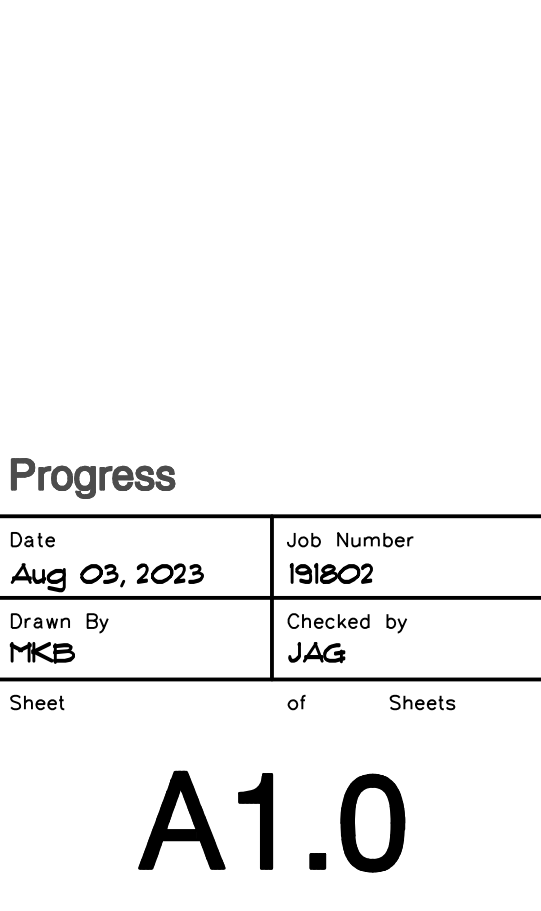 Progress
Date Job Number
Aug 03, 2023 191802
Drawn By Checked by
MKB JAG
Sheet of Sheets
A1.0